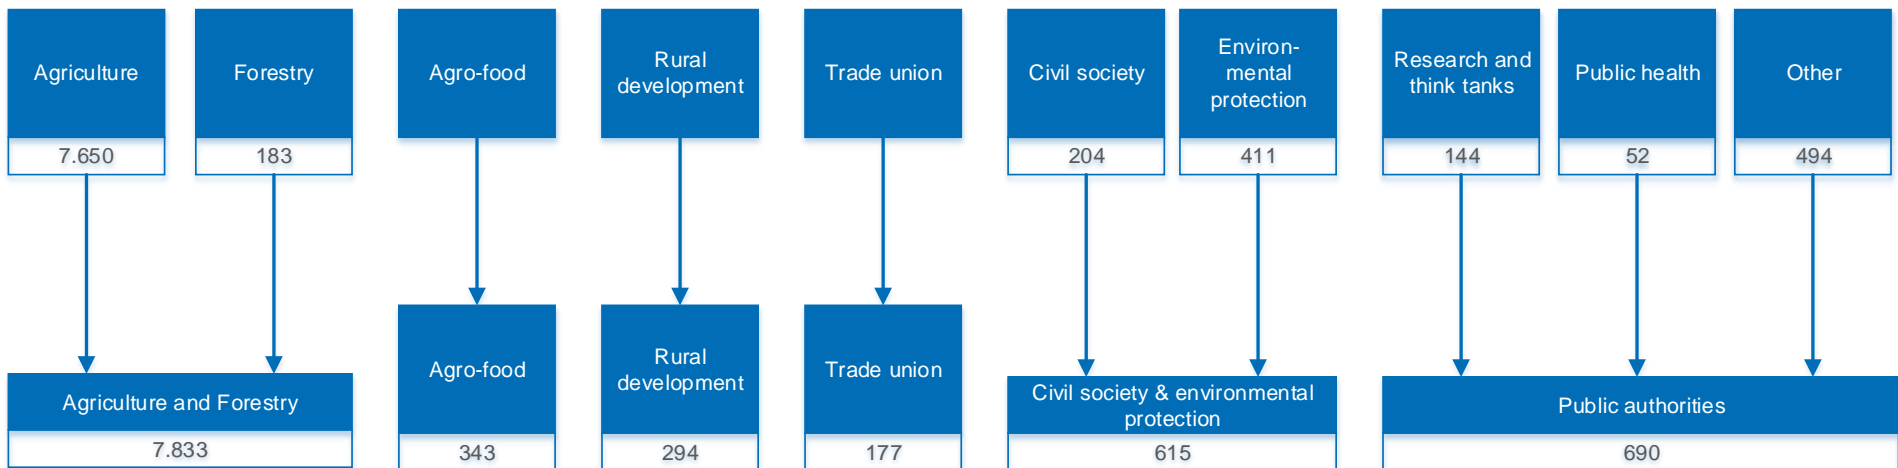 Agriculture
Forestry
Agro-food
Rural
development
Trade union
Civil society
Environ-
mental
protection
Research and
think tanks
Public health
Other
7.650
183
204
411
144
52
494
Agriculture and Forestry
7.833
Agro-food
343
Rural
development
294
Trade union
177
Civil society & environmental
protection
615
Public authorities
690